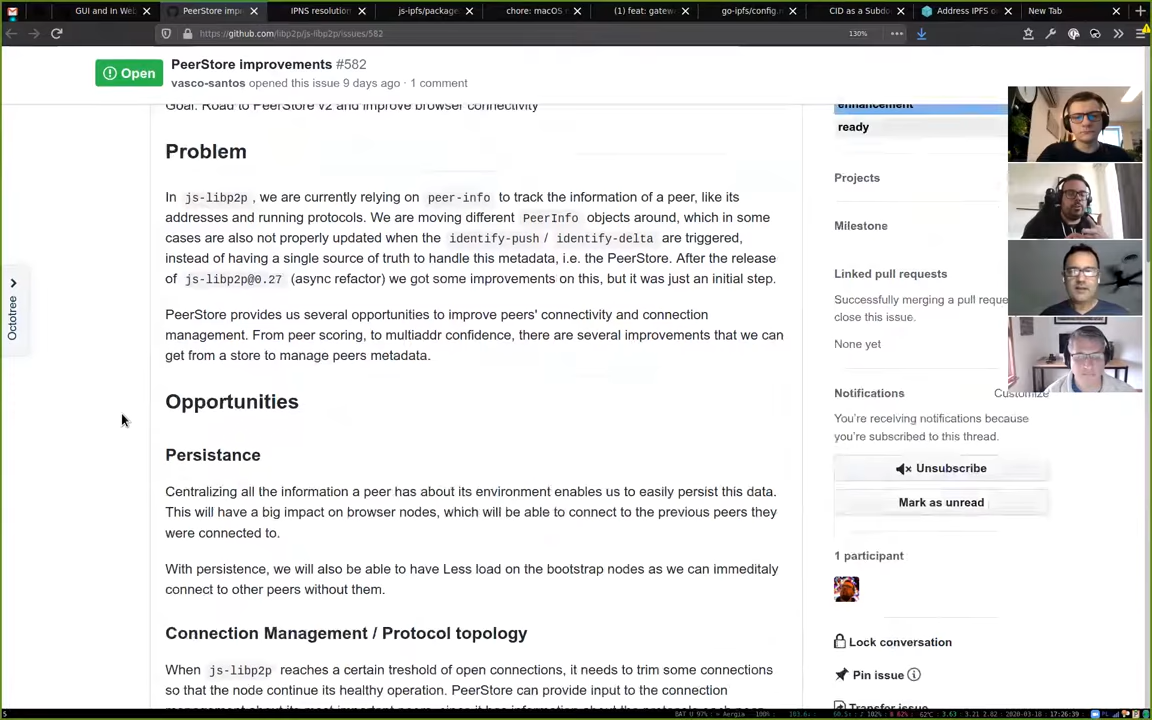 GUI and In Web
PeerStore imp
IPNS resolution
js-ipfs/package
chore: macOS
(1) feat: gatew
go-ipfs/config.m
CID as a Subdo
Address IPFS o
New Tab
https://github.com/libp2p/js-libp2p/issues/582
130%
Open
PeerStore improvements #582
vasco-santos opened this issue 9 days ago · 1 comment
Goal: Road to PeerStore v2 and improve browser connectivity
Problem
In js-libp2p , we are currently relying on peer-info to track the information of a peer, like its
addresses and running protocols. We are moving different PeerInfo objects around, which in some
cases are also not properly updated when the identify-push / identify-delta are triggered,
instead of having a single source of truth to handle this metadata, i.e. the PeerStore. After the release
of js-libp2p@0.27 (async refactor) we got some improvements on this, but it was just an initial step.
PeerStore provides us several opportunities to improve peers' connectivity and connection
management. From peer scoring, to multiaddr confidence, there are several improvements that we can
get from a store to manage peers metadata.
Opportunities
Persistance
Centralizing all the information a peer has about its environment enables us to easily persist this data.
This will have a big impact on browser nodes, which will be able to connect to the previous peers they
were connected to.
With persistence, we will also be able to have Less load on the bootstrap nodes as we can immeditaly
connect to other peers without them.
Connection Management / Protocol topology
When js-libp2p reaches a certain treshold of open connections, it needs to trim some connections
so that the node continue its healthy operation. PeerStore can provide input to the connection
Octotree
enhancement
ready
Projects
Milestone
Linked pull requests
Successfully merging a pull reque
close this issue.
None yet
Notifications
Customize
You're receiving notifications because
you're subscribed to this thread.
Unsubscribe
Mark as unread
1 participant
Lock conversation
Pin issue
Transfer issue
5
2020-03-18
17:26:39